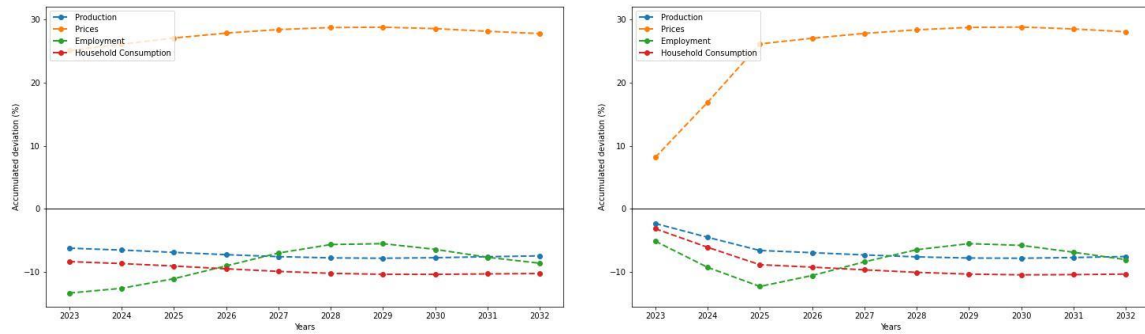 Production
Prices
Employment
Household Consumption
30
20
10
0
−10
Accumulated deviation (%)
2023 2024 2025 2026 2027 2028 2029 2030 2031 2032
Years
Production
Prices
Employment
Household Consumption
30
20
10
0
−10
Accumulated deviation (%)
2023 2024 2025 2026 2027 2028 2029 2030 2031 2032
Years